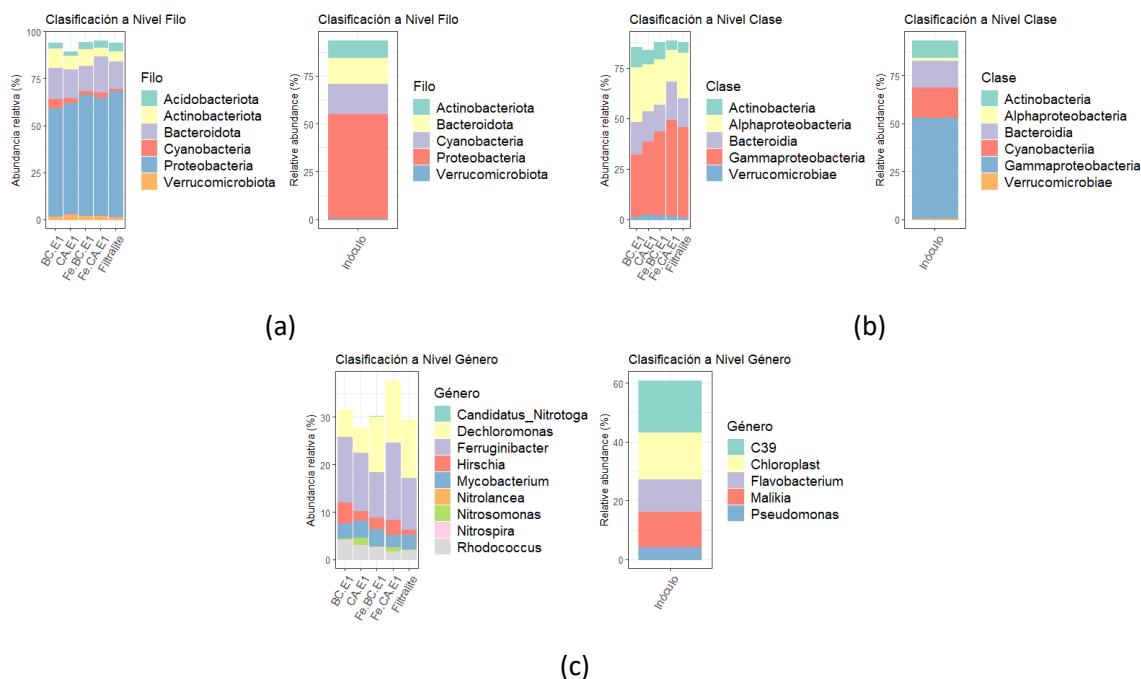 Clasificación a Nivel Filo
Abundancia relativa (%)
100
75
50
25
0
BC.E1
CA.E1
Fe.BC.E1
Fe.CA.E1
Filtralite
Filo
Acidobacteriota
Actinobacteriota
Bacteroidota
Cyanobacteria
Proteobacteria
Verrucomicrobiota
Clasificación a Nivel Filo
Relative abundance (%)
75
50
25
0
Inóculo
Filo
Actinobacteriota
Bacteroidota
Cyanobacteria
Proteobacteria
Verrucomicrobiota
(a)
Clasificación a Nivel Clase
Abundancia relativa (%)
75
50
25
0
BC.E1
CA.E1
Fe.BC.E1
Fe.CA.E1
Filtralite
Clase
Actinobacteria
Alphaproteobacteria
Bacteroidia
Gammaproteobacteria
Verrucomicrobiae
Clasificación a Nivel Clase
Relative abundance (%)
75
50
25
0
Inóculo
Clase
Actinobacteria
Alphaproteobacteria
Bacteroidia
Cyanobacteriia
Gammaproteobacteria
Verrucomicrobiae
(b)
Clasificación a Nivel Género
Abundancia relativa (%)
30
20
10
0
BC.E1
CA.E1
Fe.BC.E1
Fe.CA.E1
Filtralite
Género
Candidatus_Nitrotoga
Dechloromonas
Ferruginibacter
Hirschia
Mycobacterium
Nitrolancea
Nitrosomonas
Nitrospira
Rhodococcus
Clasificación a Nivel Género
Relative abundance (%)
60
40
20
0
Inóculo
Género
C39
Chloroplast
Flavobacterium
Malikia
Pseudomonas
(c)